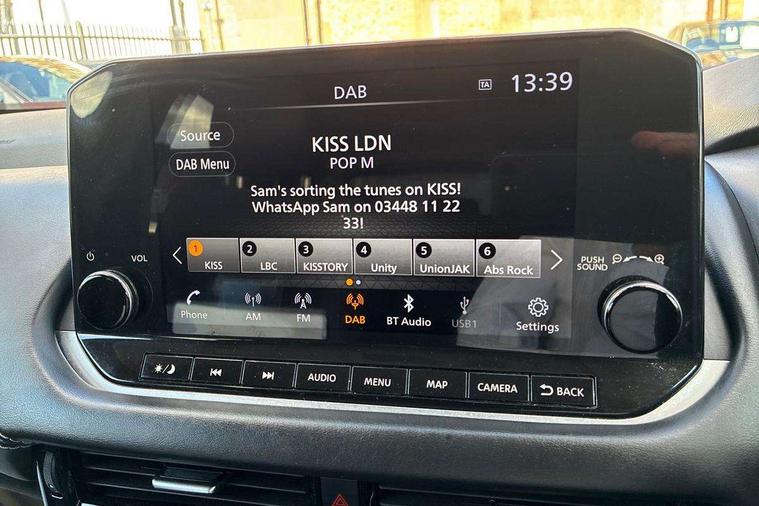 DAB
TA
13:39
Source
KISS LDN
POP M
DAB Menu
Sam's sorting the tunes on KISS!
WhatsApp Sam on 03448 11 22
33!
1 KISS
2 LBC
3 KISSTORY
4 Unity
5 UnionJAK
6 Abs Rock
VOL
PUSH
SOUND
Phone
AM
FM
DAB
BT Audio
USB1
Settings
AUDIO
MENU
MAP
CAMERA
BACK